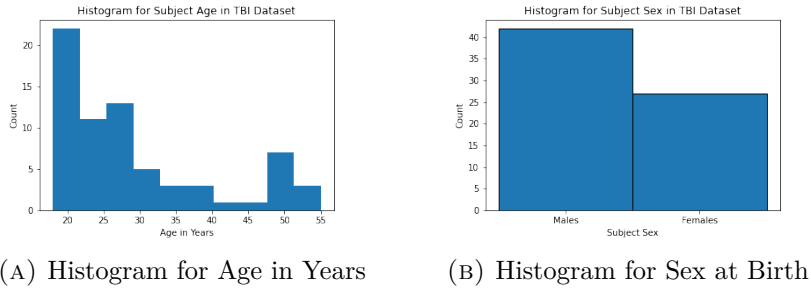 Histogram for Subject Age in TBI Dataset
20
15
10
5
0
Count
20 25 30 35 40 45 50 55
Age in Years
(A) Histogram for Age in Years
Histogram for Subject Sex in TBI Dataset
40
35
30
25
20
15
10
5
0
Count
Males Females
Subject Sex
(B) Histogram for Sex at Birth